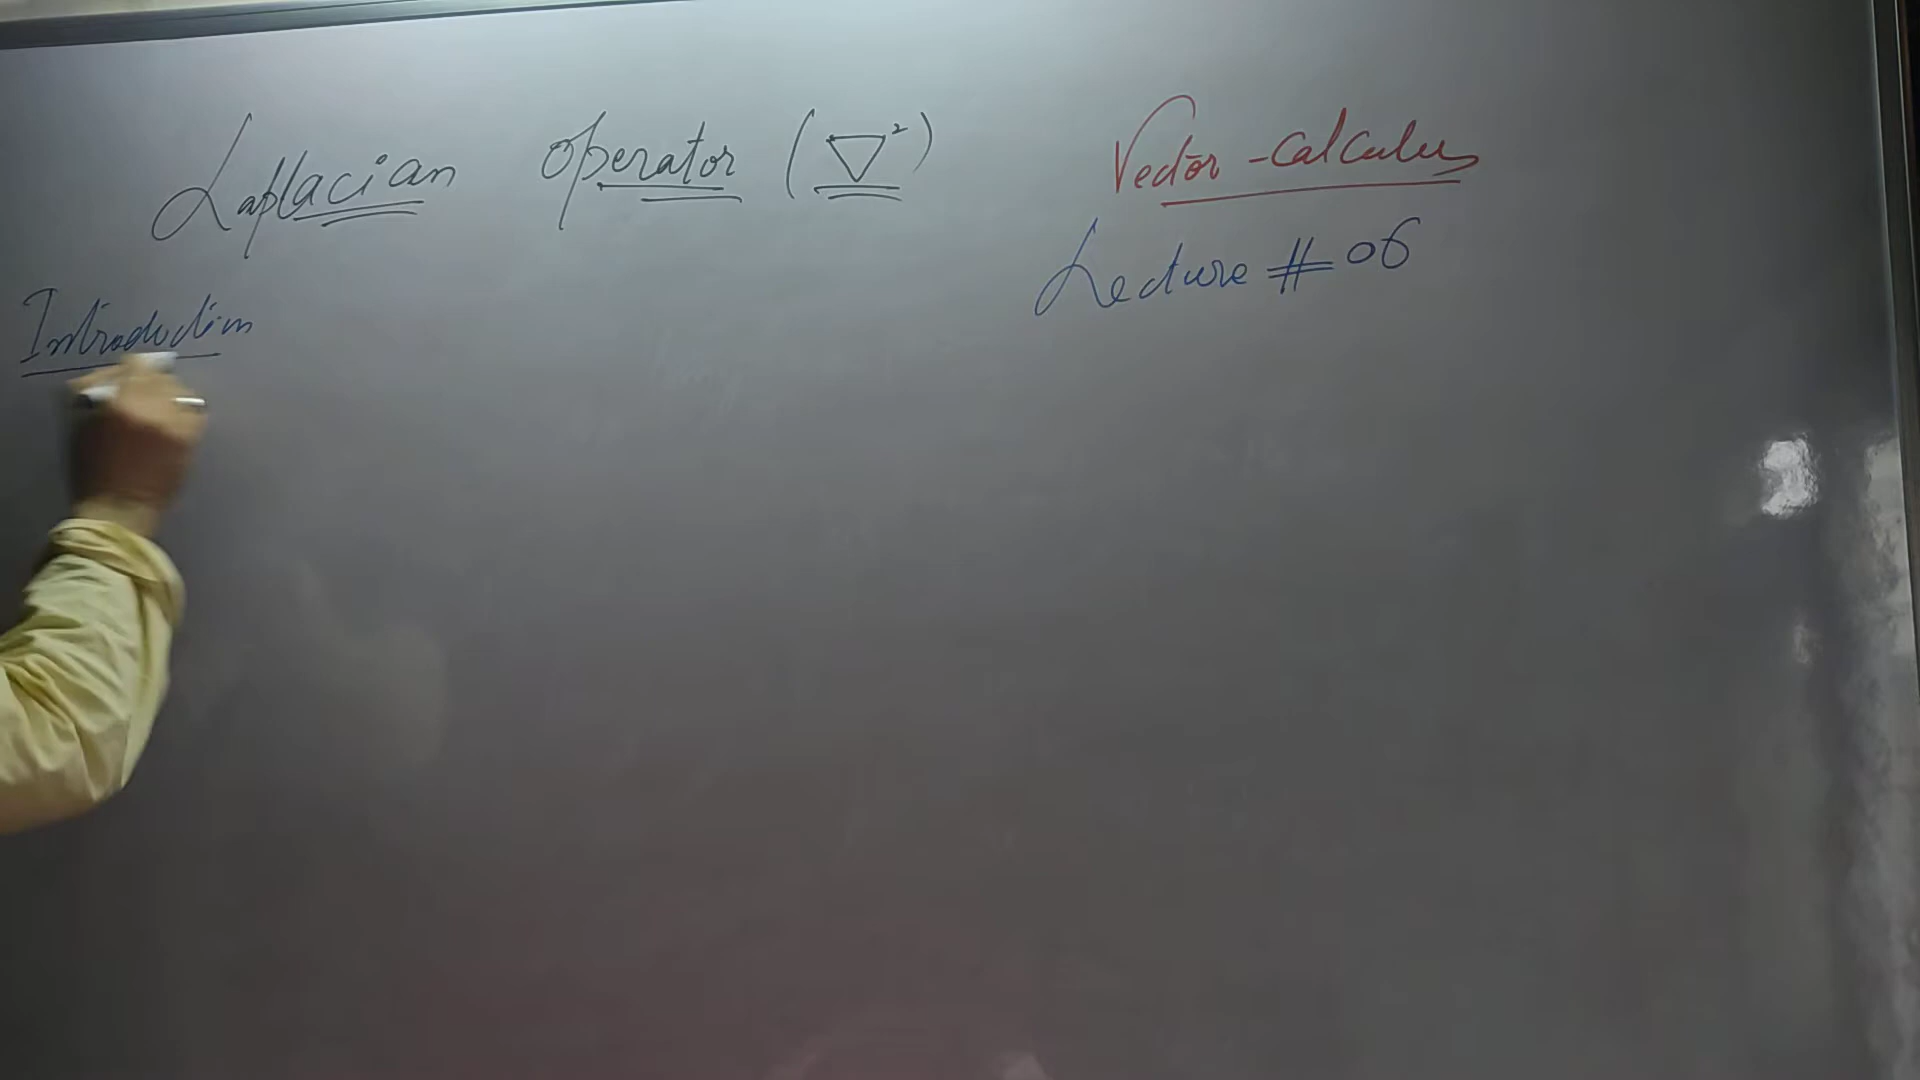 Laplacian Operator (∇²)
Vector-Calculus
Lecture # 06
Introduction